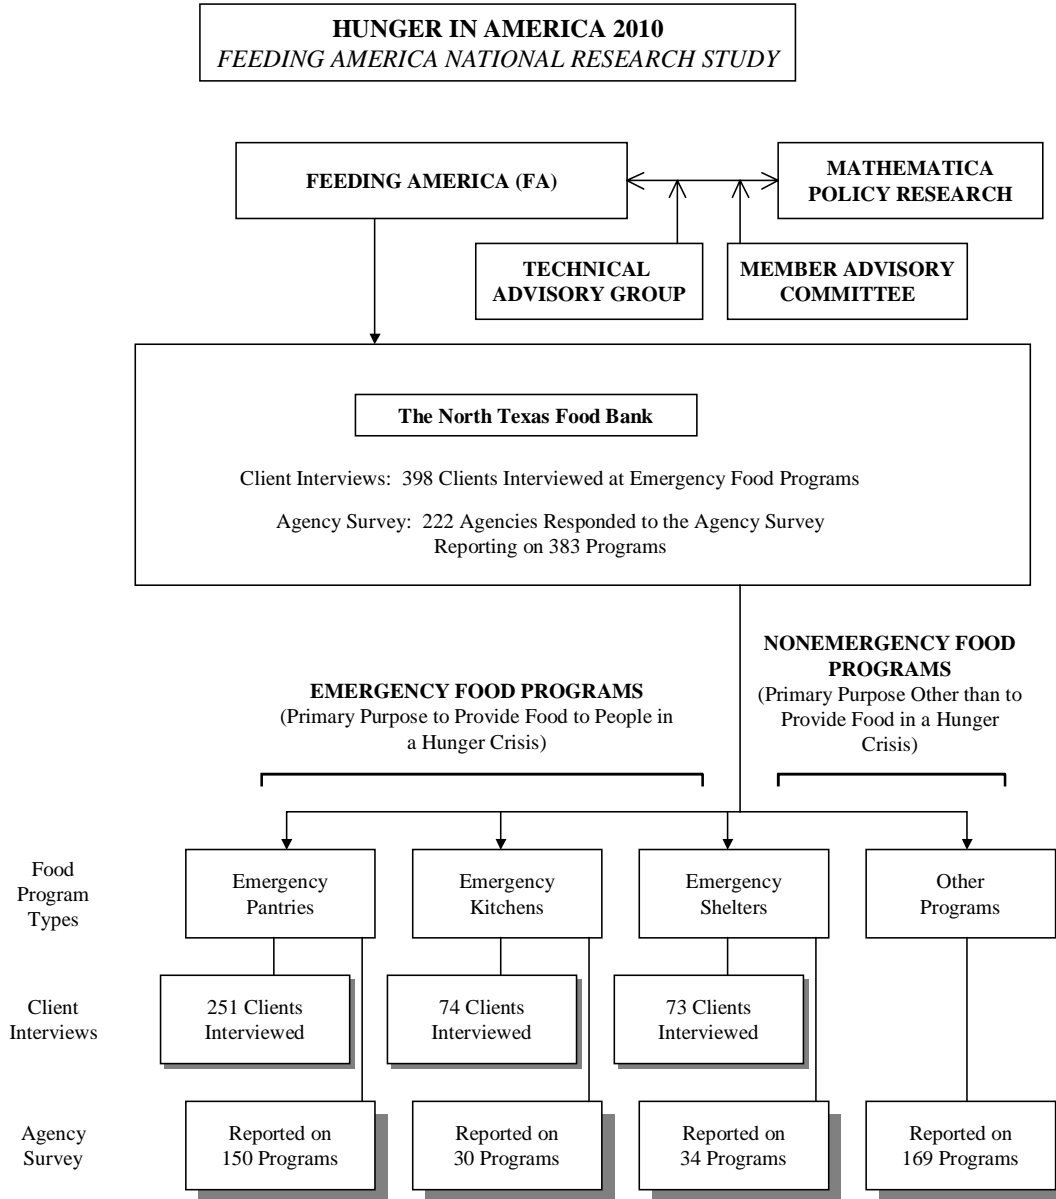 HUNGER IN AMERICA 2010
FEEDING AMERICA NATIONAL RESEARCH STUDY
FEEDING AMERICA (FA)
MATHEMATICA
POLICY RESEARCH
TECHNICAL
ADVISORY GROUP
MEMBER ADVISORY
COMMITTEE
The North Texas Food Bank
Client Interviews: 398 Clients Interviewed at Emergency Food Programs
Agency Survey: 222 Agencies Responded to the Agency Survey
Reporting on 383 Programs
EMERGENCY FOOD PROGRAMS
(Primary Purpose to Provide Food to People in
a Hunger Crisis)
NONEMERGENCY FOOD
PROGRAMS
(Primary Purpose Other than to
Provide Food in a Hunger
Crisis)
Food
Program
Types
Emergency
Pantries
Emergency
Kitchens
Emergency
Shelters
Other
Programs
Client
Interviews
251 Clients
Interviewed
74 Clients
Interviewed
73 Clients
Interviewed
Agency
Survey
Reported on
150 Programs
Reported on
30 Programs
Reported on
34 Programs
Reported on
169 Programs